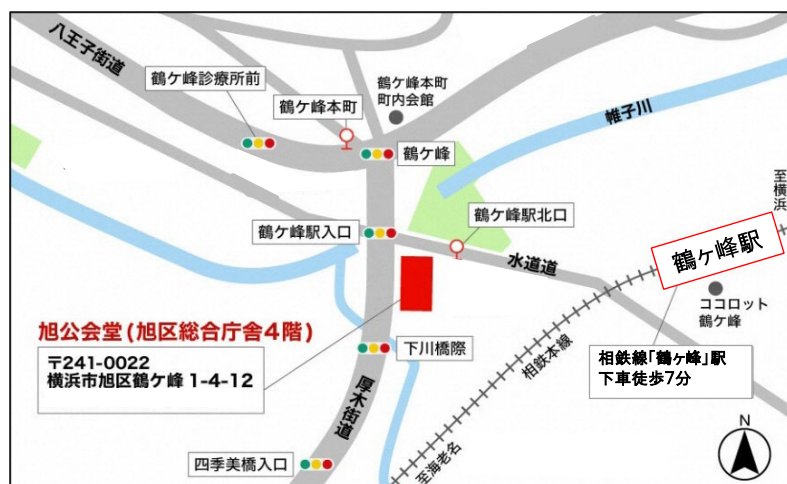 八王子街道
鶴ケ峰診療所前
鶴ケ峰本町
鶴ケ峰本町
町内会館
帷子川
鶴ケ峰
至横浜
鶴ケ峰駅入口
鶴ケ峰駅北口
水道道
鶴ヶ峰駅
ココロット
鶴ケ峰
旭公会堂(旭区総合庁舎4階)
〒241-0022
横浜市旭区鶴ケ峰 1-4-12
下川橋際
相鉄本線
相鉄線「鶴ヶ峰」駅
下車徒歩7分
厚木街道
四季美橋入口
至海老名
N